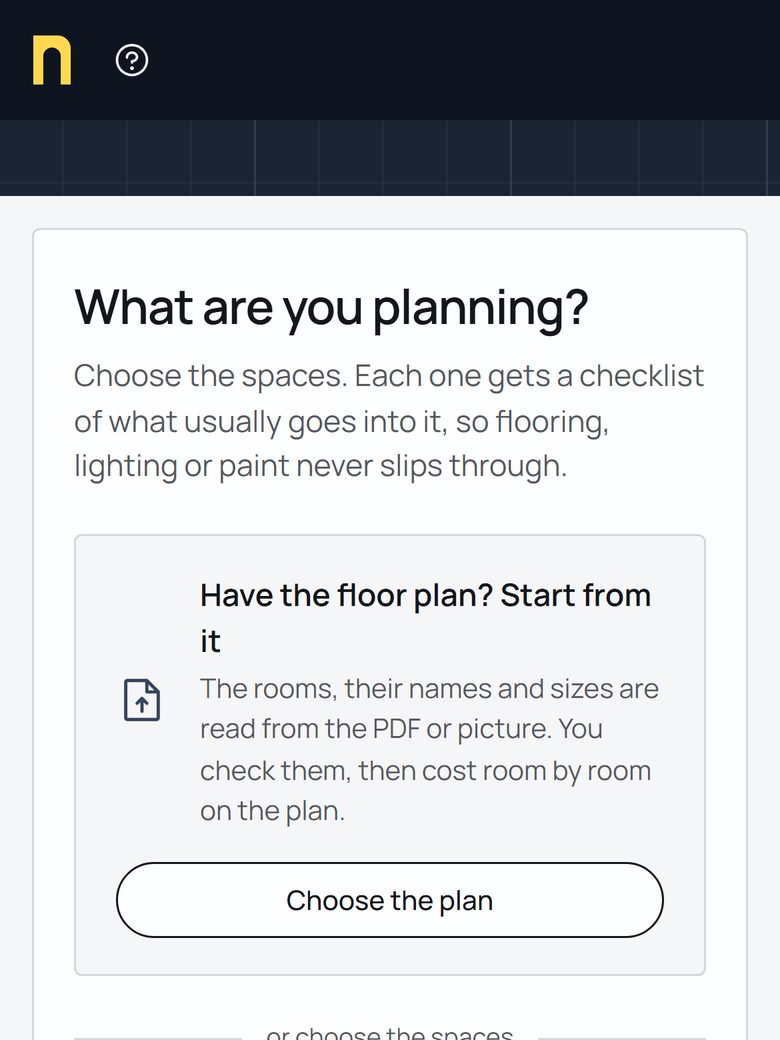 n
What are you planning?
Choose the spaces. Each one gets a checklist
of what usually goes into it, so flooring,
lighting or paint never slips through.
Have the floor plan? Start from
it
The rooms, their names and sizes are
read from the PDF or picture. You
check them, then cost room by room
on the plan.
Choose the plan
or choose the spaces